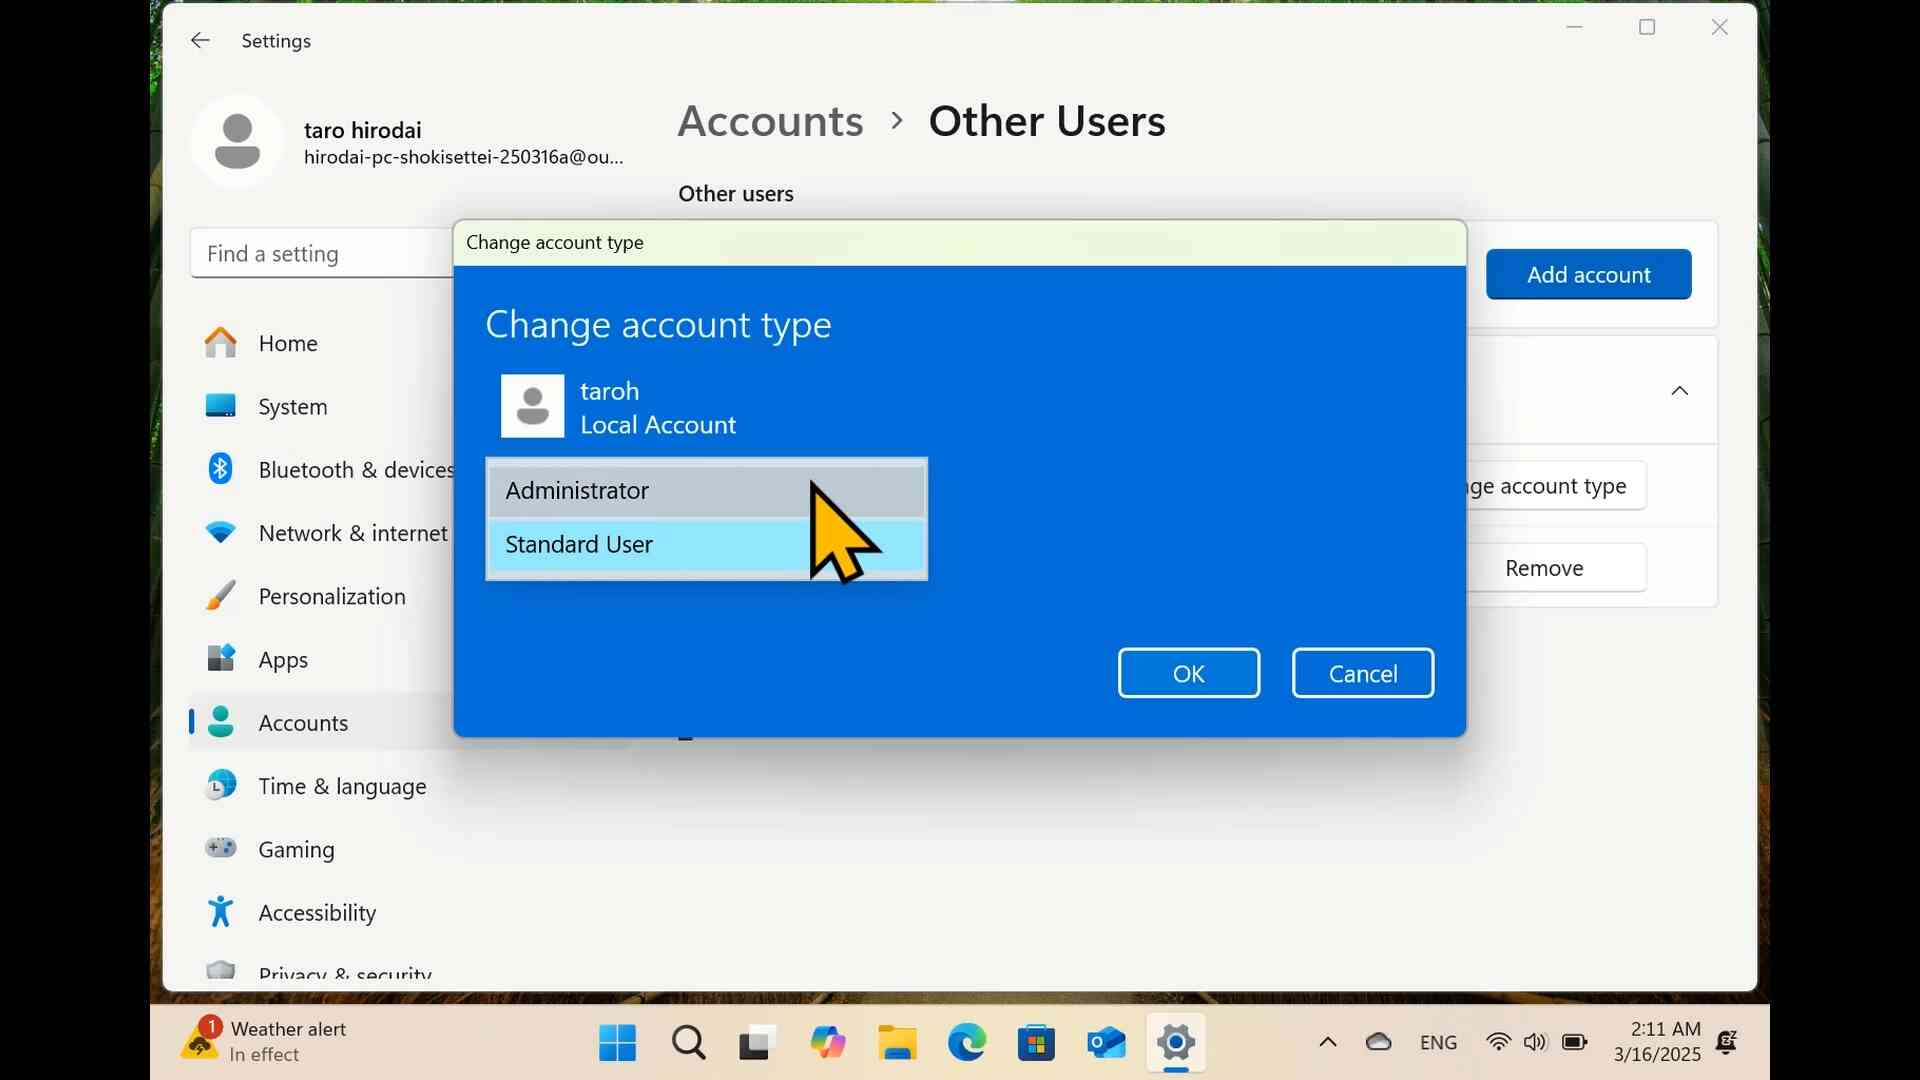 Settings
taro hirodai
hirodai-pc-shokisettei-250316a@ou...
Find a setting
Home
System
Bluetooth & devices
Network & internet
Personalization
Apps
Accounts
Time & language
Gaming
Accessibility
Privacy & security
Accounts > Other Users
Other users
Add account
Change account type
Change account type
taroh
Local Account
Administrator
Standard User
OK
Cancel
ge account type
Remove
1
Weather alert
In effect
ENG
2:11 AM
3/16/2025